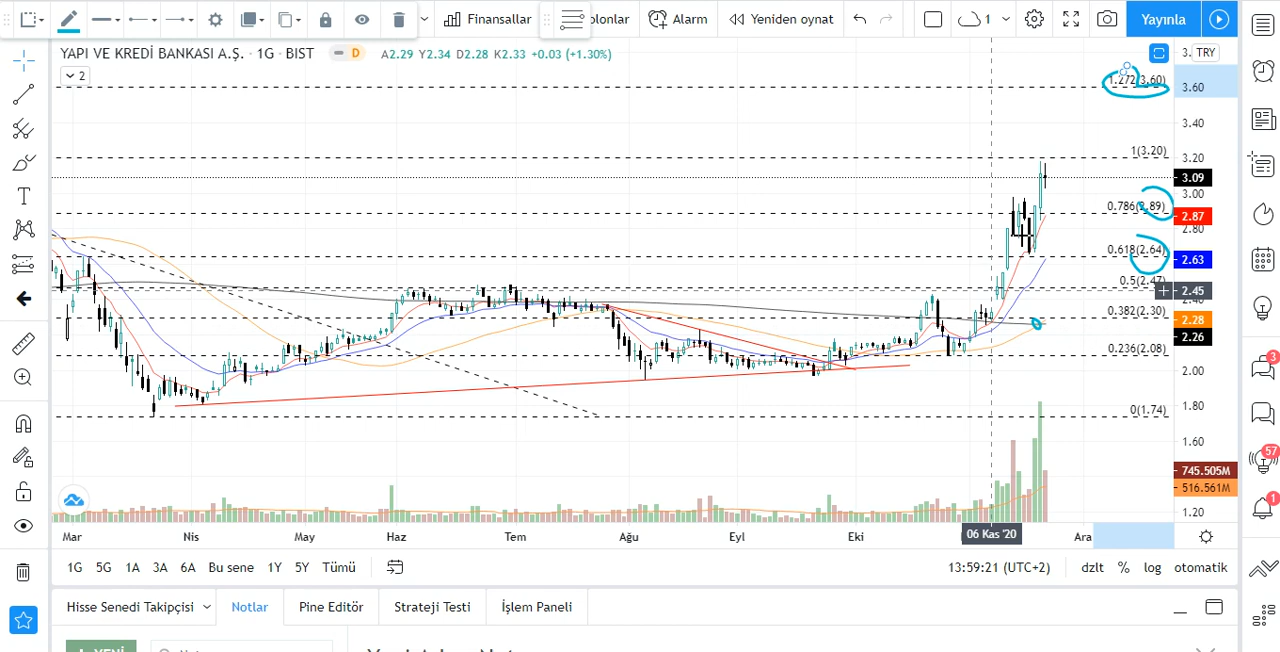 Finansallar
blonlar
Alarm
Yeniden oynat
1
Yayınla
YAPI VE KREDİ BANKASI A.Ş. · 1G · BIST
D
A2.29 Y2.34 D2.28 K2.33 +0.03 (+1.30%)
TRY
2
1.272(3.60)
3.60
3.40
1(3.20)
3.20
3.09
3.00
0.786(2.89)
2.87
2.80
0.618(2.64)
2.63
0.5(2.47)
2.45
2.40
0.382(2.30)
2.28
2.26
0.236(2.08)
2.00
0(1.74)
1.80
1.60
745.505M
516.561M
1.20
Mar
Nis
May
Haz
Tem
Ağu
Eyl
Eki
06 Kas '20
Ara
1G 5G 1A 3A 6A Bu sene 1Y 5Y Tümü
13:59:21 (UTC+2)
dzlt % log otomatik
Hisse Senedi Takipçisi
Notlar
Pine Editör
Strateji Testi
İşlem Paneli
3
57
1